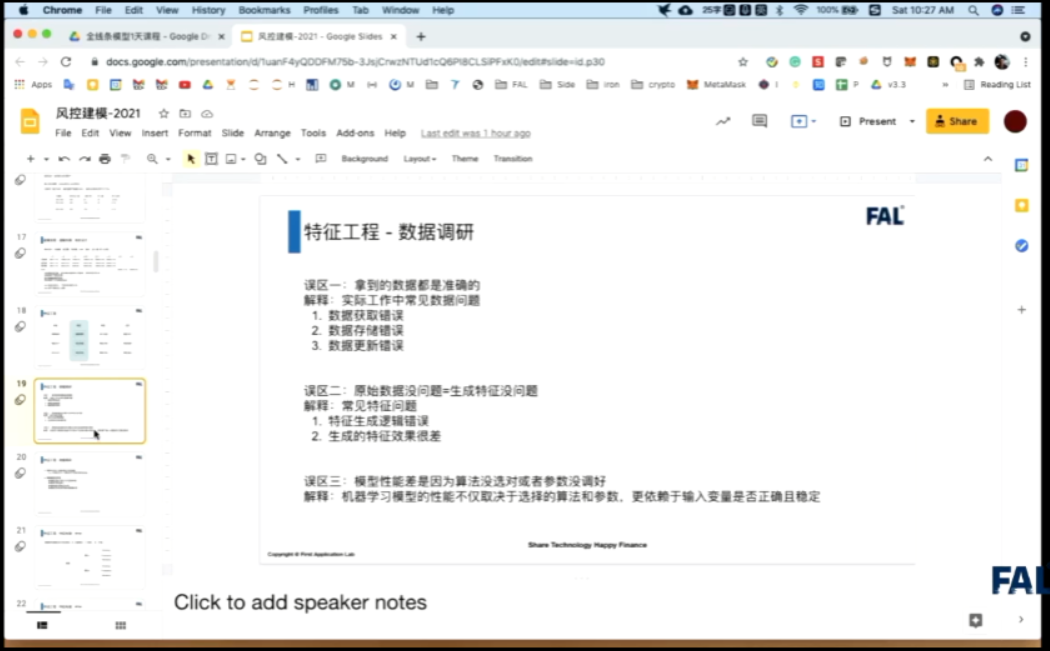 Chrome File Edit View History Bookmarks Profiles Tab Window Help
25字
100%
Sat 10:27 AM
全线条模型1天课程 - Google Dr
风控建模-2021 - Google Slides
docs.google.com/presentation/d/1uanF4yQDDFM75b-3JsjCrwzNTUd1cQ6PI8CLSiPFxK0/edit#slide=id.p30
Apps
M
H
M
FAL
Side
iron
crypto
MetaMask
P
v3.3
Reading List
风控建模-2021
File Edit View Insert Format Slide Arrange Tools Add-ons Help Last edit was 1 hour ago
Present
Share
Background Layout Theme Transition
17
18
19
20
21
22
特征工程 - 数据调研
FAL
误区一：拿到的数据都是准确的
解释：实际工作中常见数据问题
1. 数据获取错误
2. 数据存储错误
3. 数据更新错误
误区二：原始数据没问题=生成特征没问题
解释：常见特征问题
1. 特征生成逻辑错误
2. 生成的特征效果很差
误区三：模型性能差是因为算法没选对或者参数没调好
解释：机器学习模型的性能不仅取决于选择的算法和参数，更依赖于输入变量是否正确且稳定
Share Technology Happy Finance
Copyright © First Application Lab
Click to add speaker notes
FAL